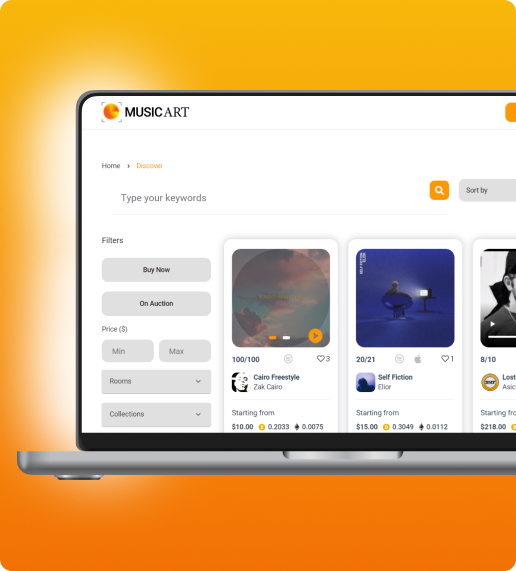 MUSICART
Home > Discover
Type your keywords
Sort by
Filters
Buy Now
On Auction
Price ($)
Min Max
Rooms
Collections
100/100 3
Cairo Freestyle
Zak Cairo
Starting from
$10.00 0.2033 0.0075
20/21 1
Self Fiction
Elior
Starting from
$15.00 0.3049 0.0112
8/10
Lost
Asic
Starting fro
$218.00